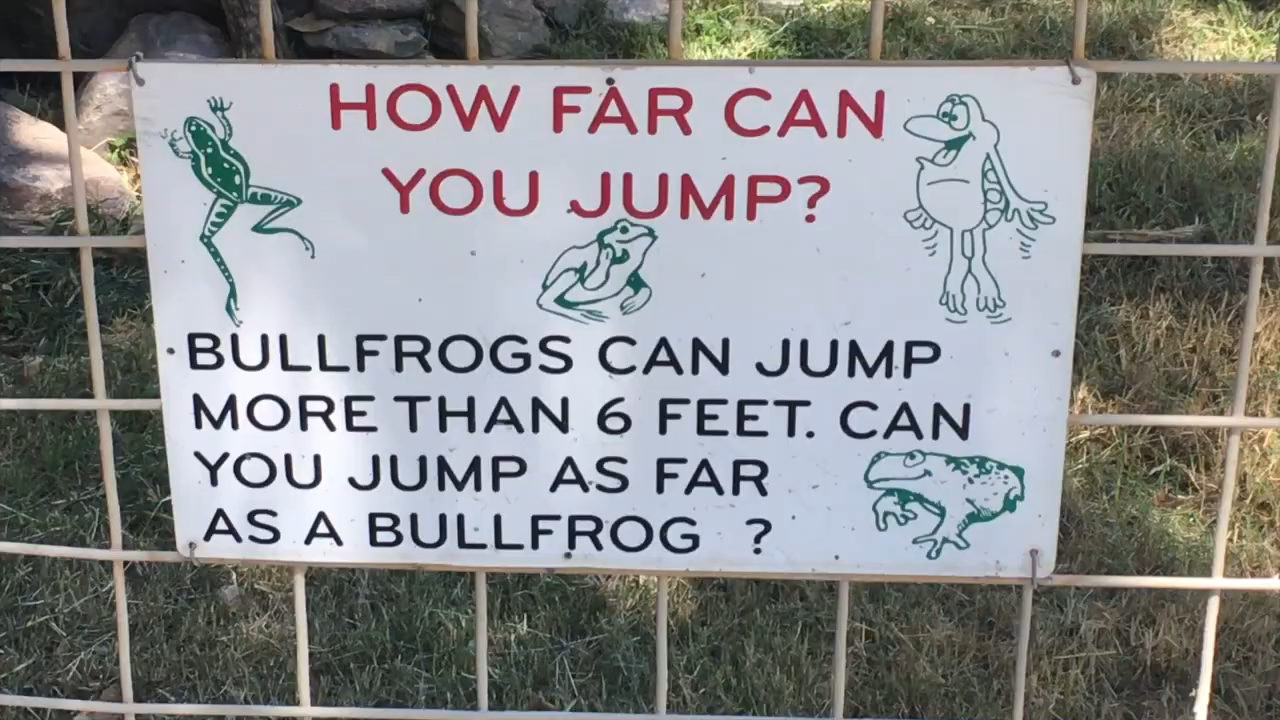 HOW FAR CAN
YOU JUMP?
BULLFROGS CAN JUMP
MORE THAN 6 FEET. CAN
YOU JUMP AS FAR
AS A BULLFROG ?